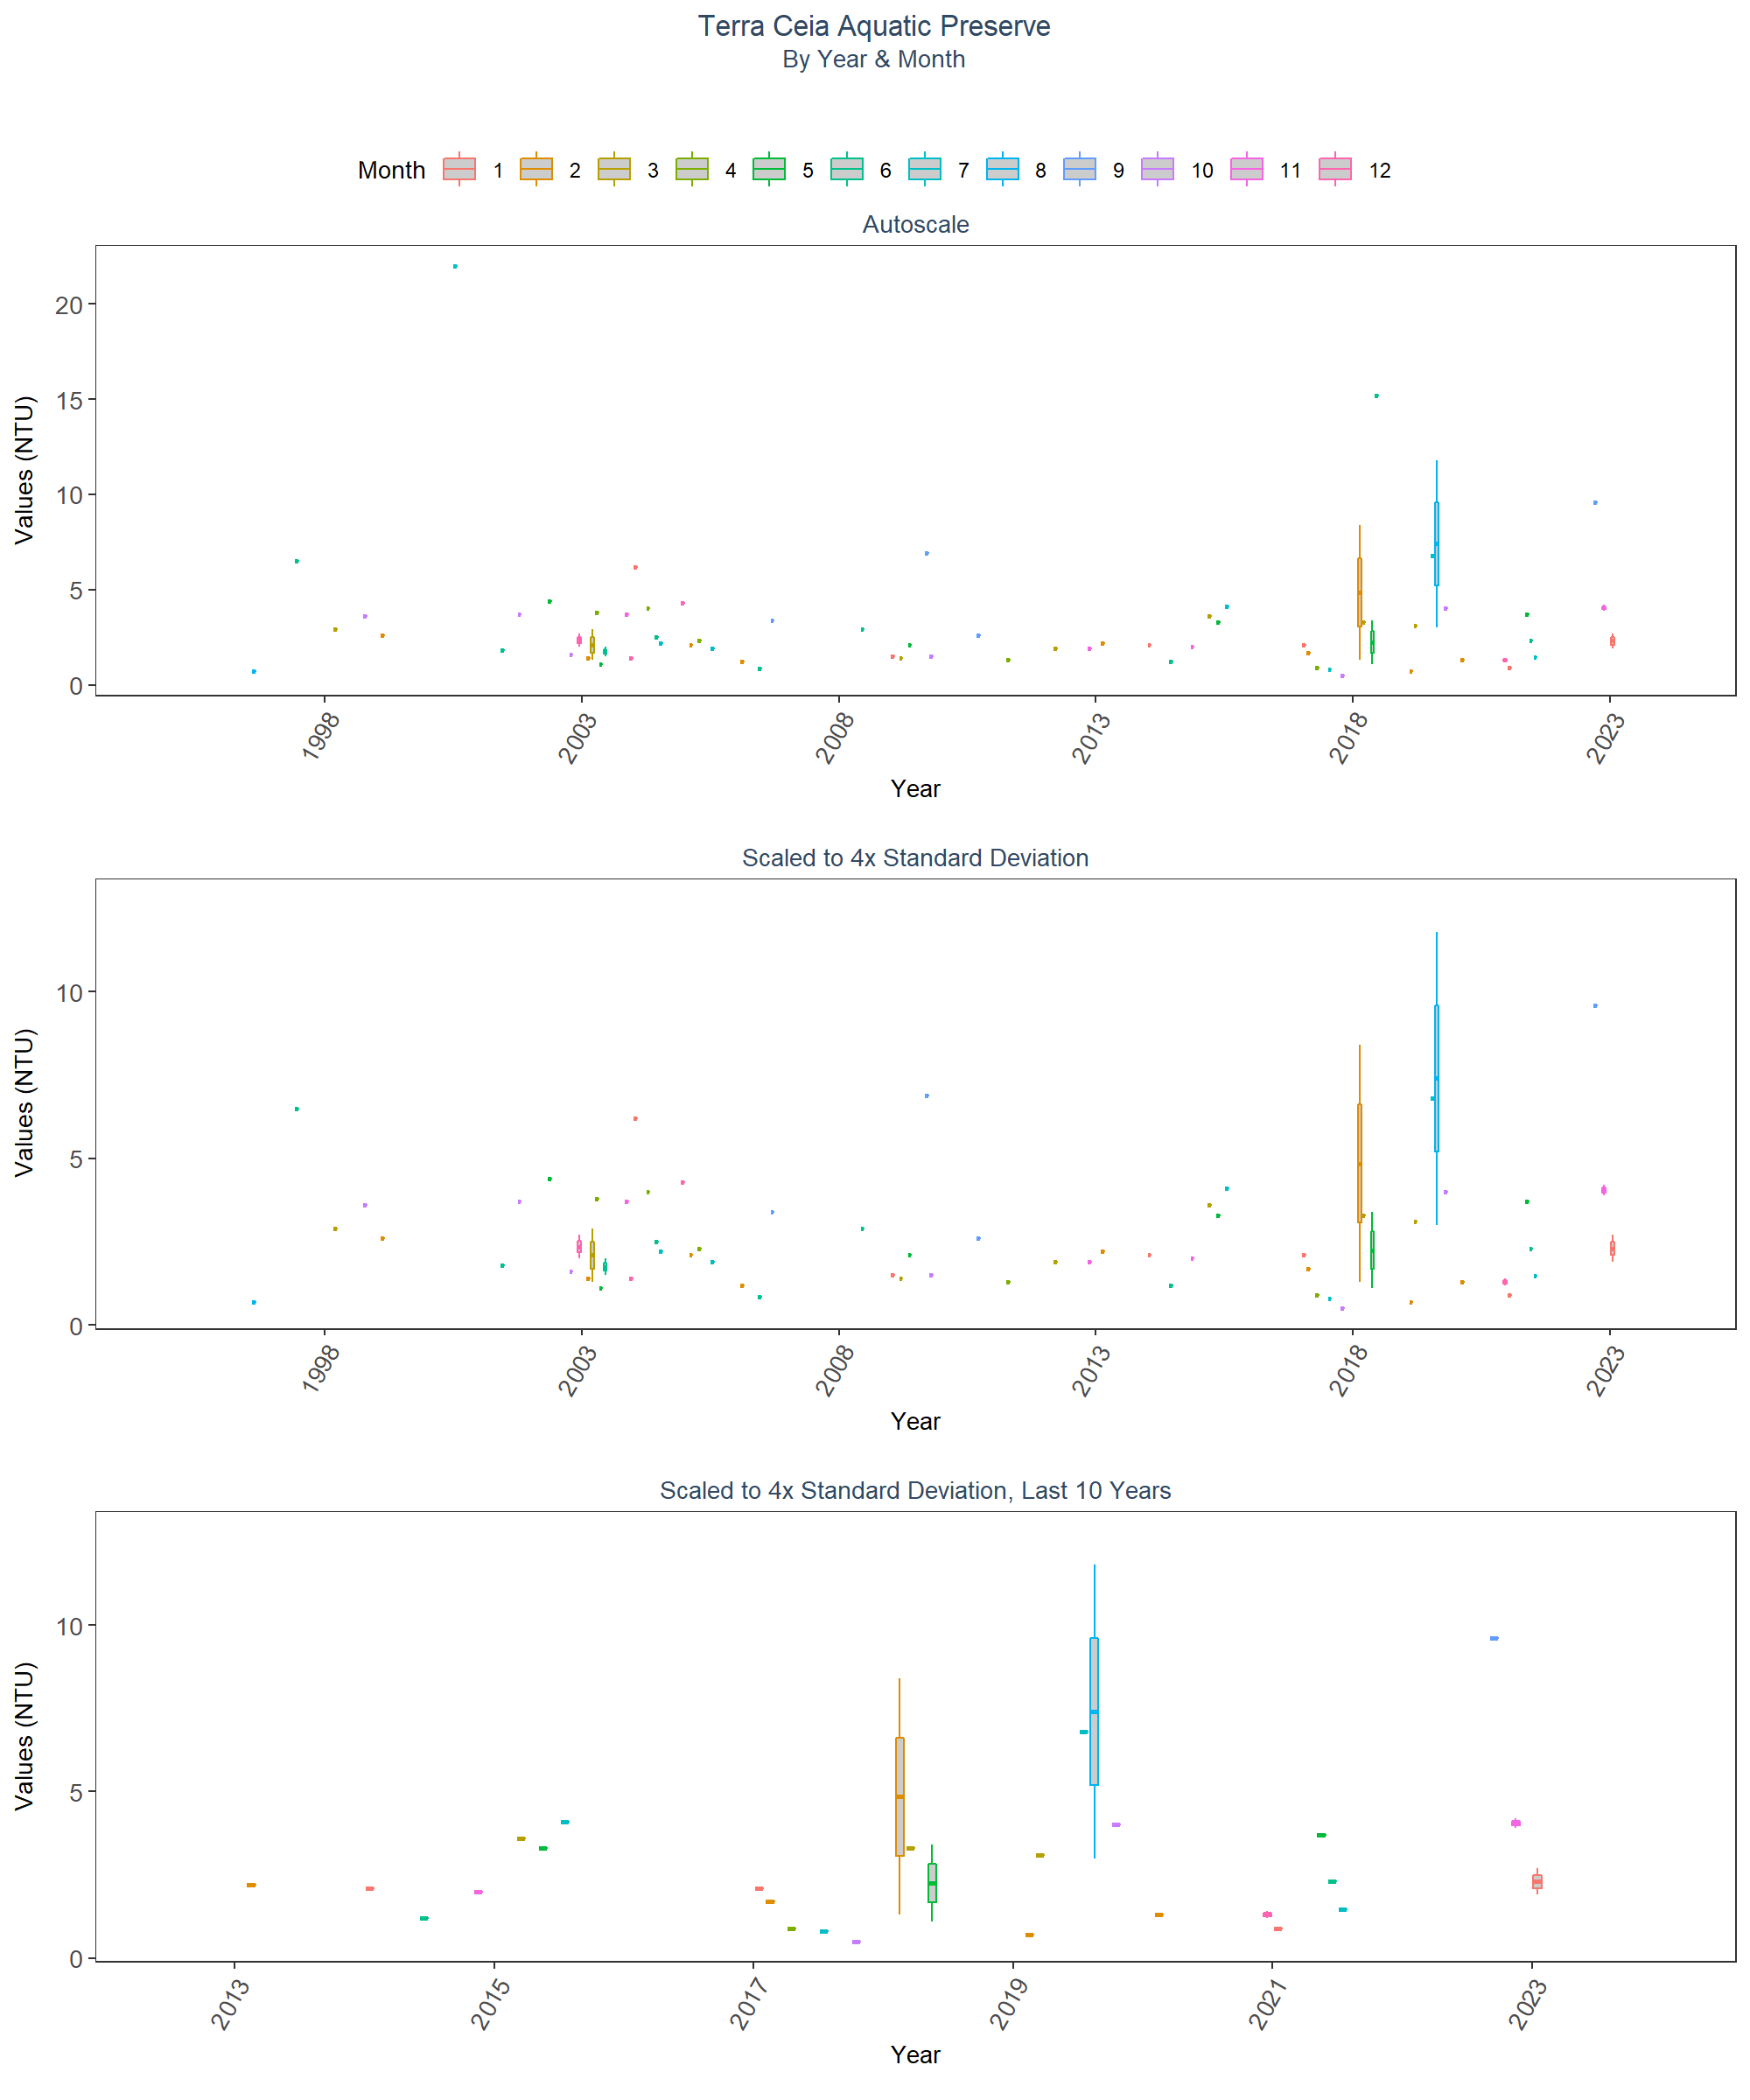 Terra Ceia Aquatic Preserve
By Year & Month
Month 1 2 3 4 5 6 7 8 9 10 11 12
Autoscale
Values (NTU)
20
15
10
5
0
1998 2003 2008 2013 2018 2023
Year
Scaled to 4x Standard Deviation
Values (NTU)
10
5
0
1998 2003 2008 2013 2018 2023
Year
Scaled to 4x Standard Deviation, Last 10 Years
Values (NTU)
10
5
0
2013 2015 2017 2019 2021 2023
Year